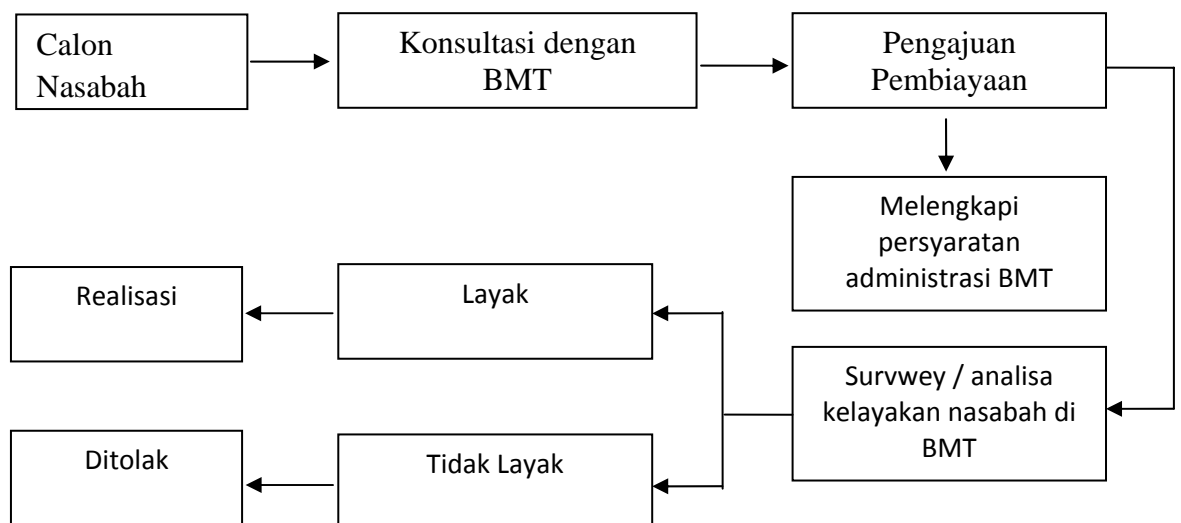 Calon
Nasabah
Konsultasi dengan
BMT
Pengajuan
Pembiayaan
Melengkapi
persyaratan
administrasi BMT
Realisasi
Layak
Survwey / analisa
kelayakan nasabah di
BMT
Ditolak
Tidak Layak